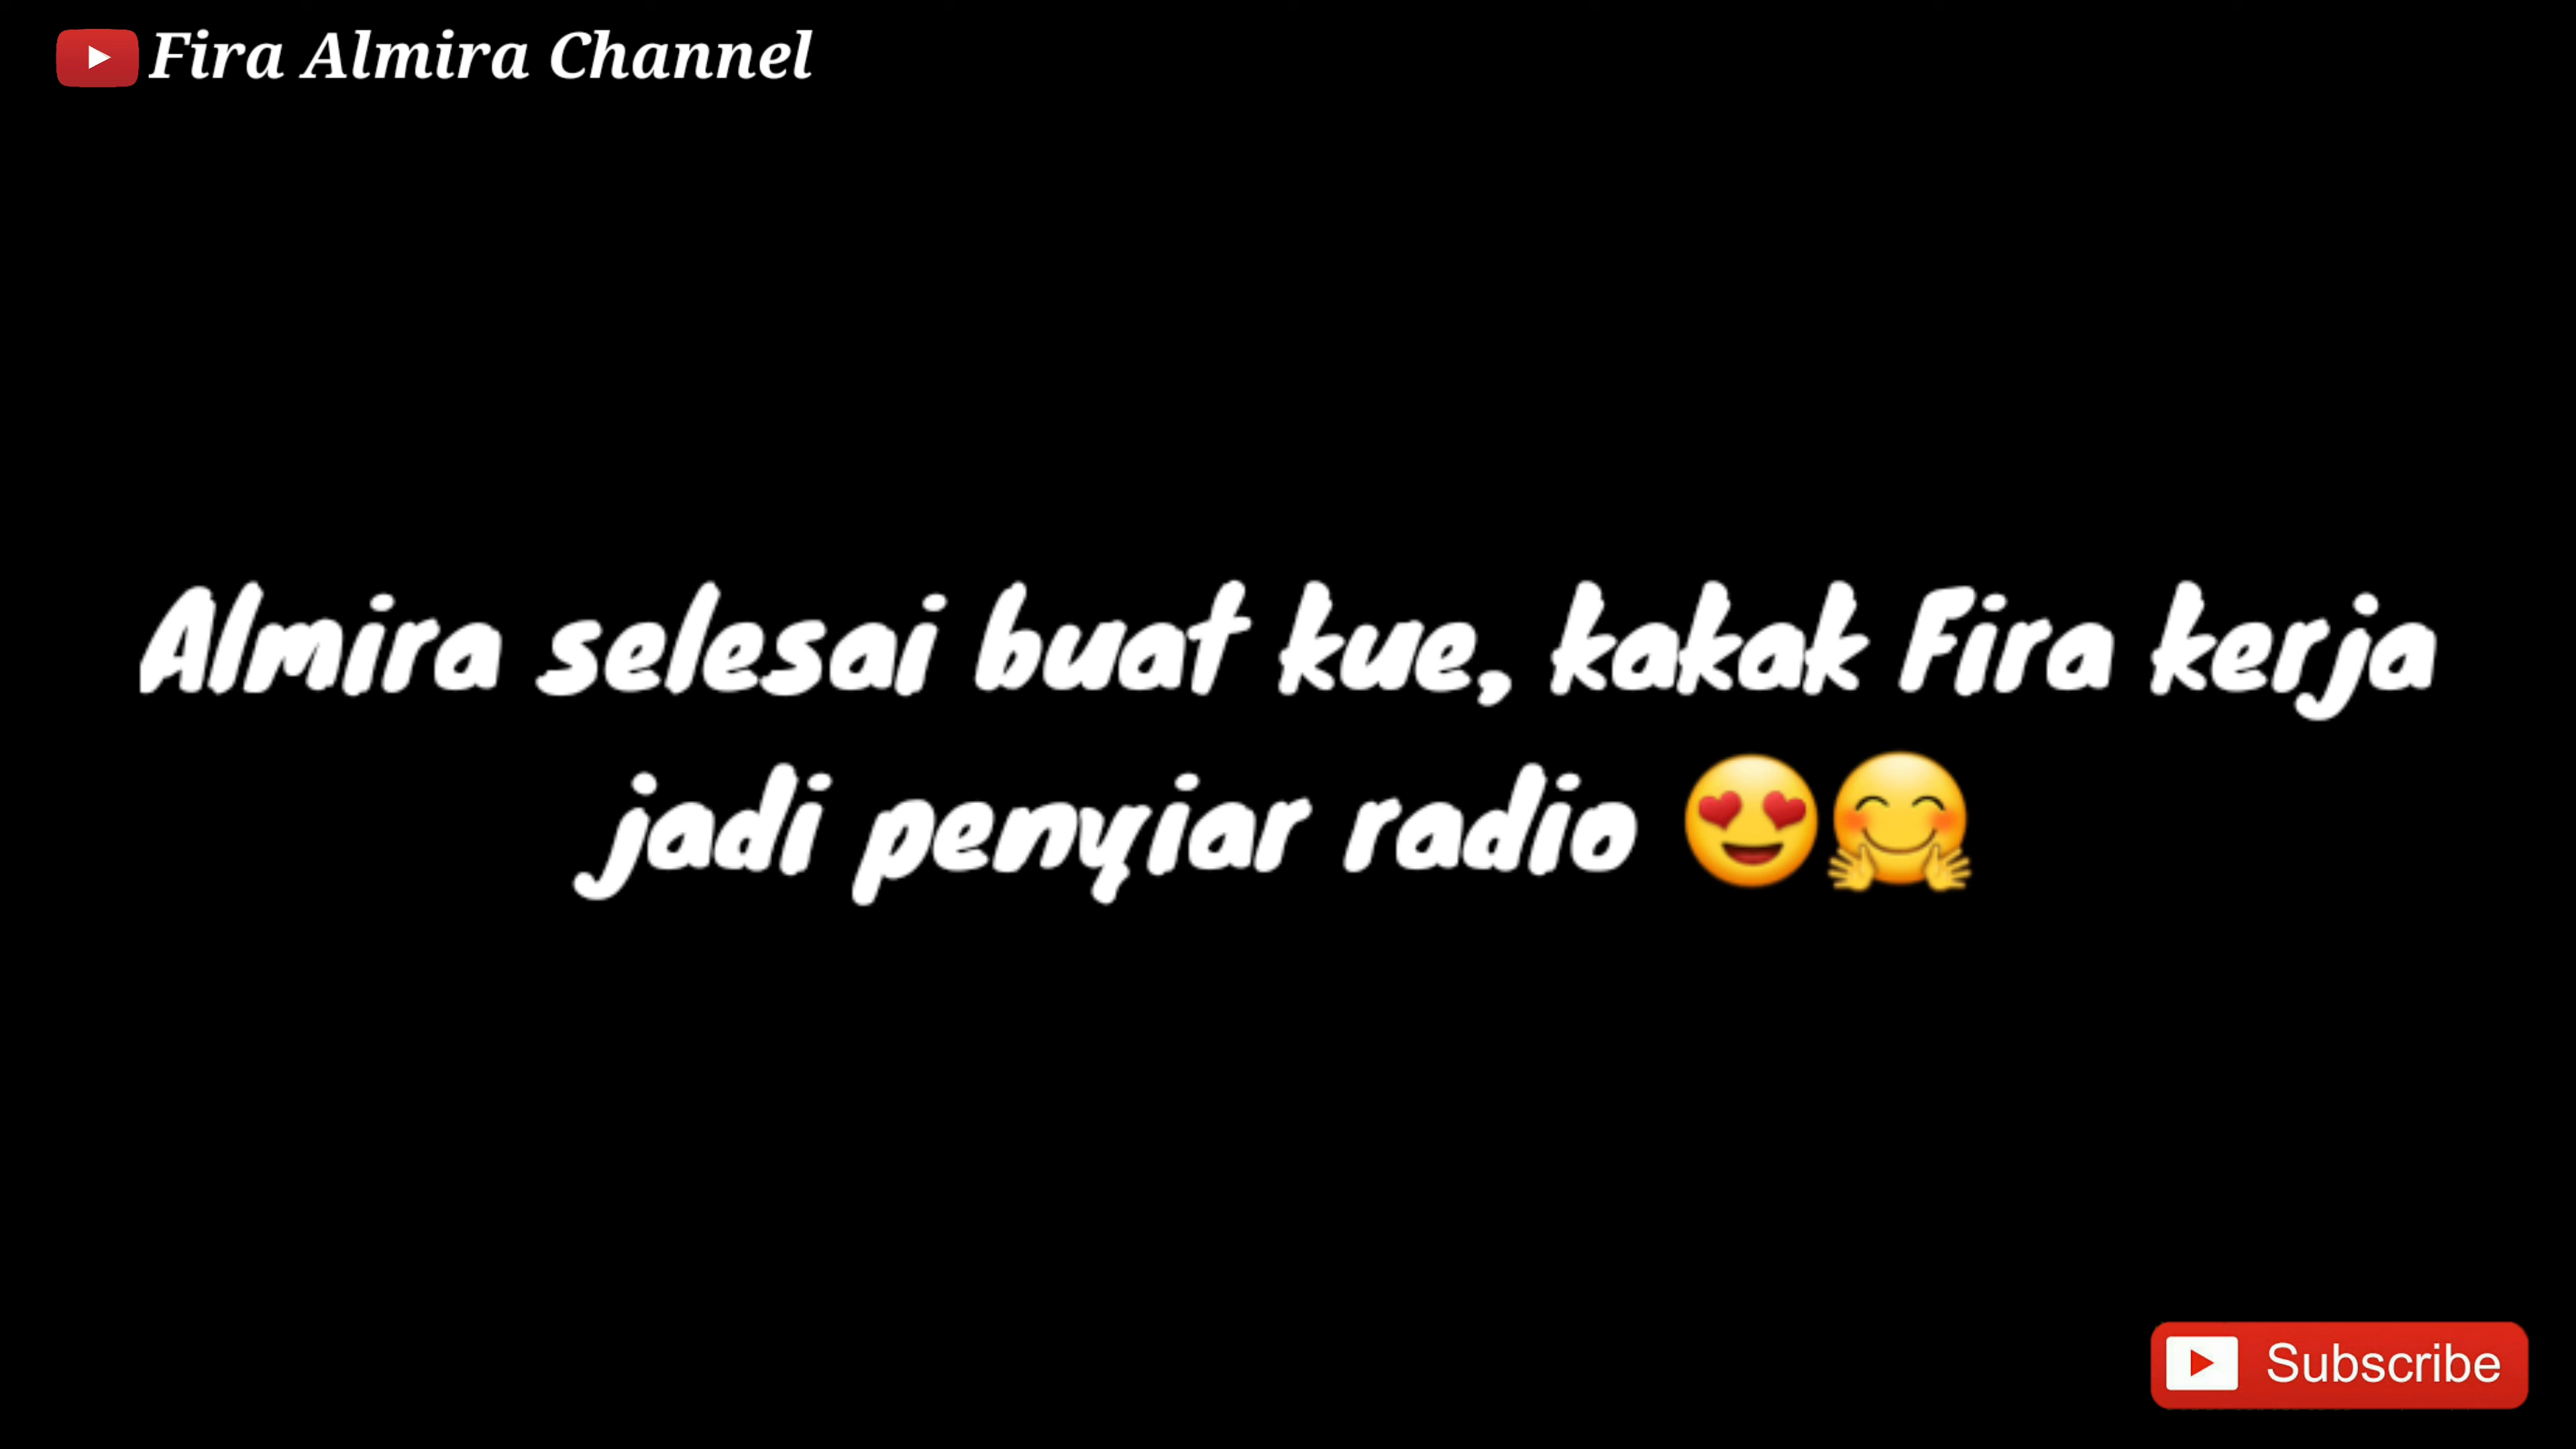 Fira Almira Channel
Almira selesai buat kue, kakak Fira kerja
jadi penyiar radio 😍🤗
Subscribe